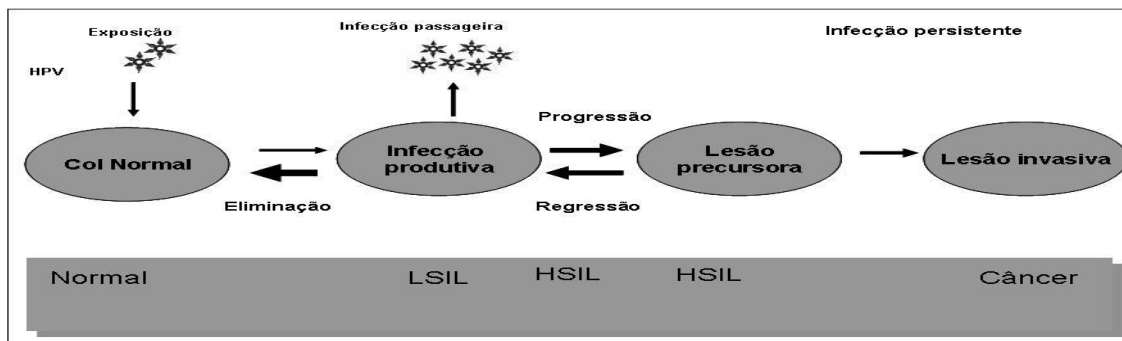 Exposição
Infecção passageira
Infecção persistente
HPV
Progressão
Col Normal
Infecção
produtiva
Lesão
precursora
Lesão invasiva
Eliminação
Regressão
Normal
LSIL
HSIL
HSIL
Câncer